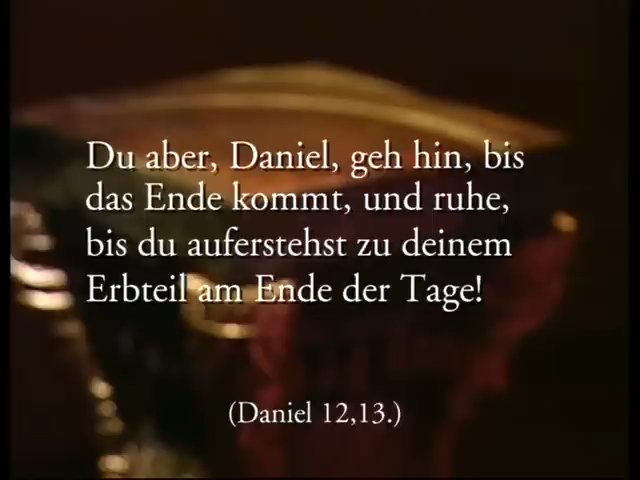 Du aber, Daniel, geh hin, bis
das Ende kommt, und ruhe,
bis du auferstehst zu deinem
Erbteil am Ende der Tage!
(Daniel 12,13.)